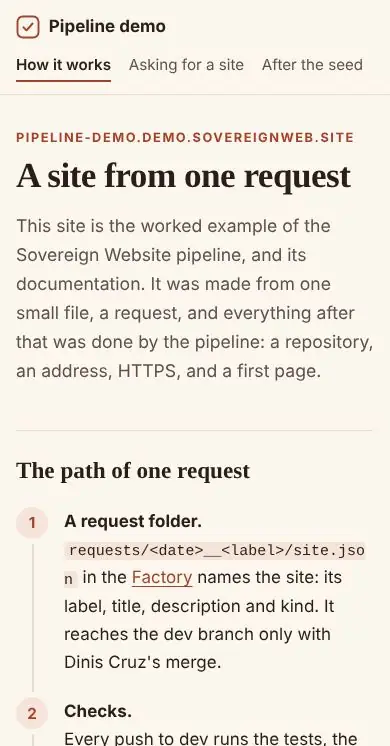 Pipeline demo
How it works Asking for a site After the seed
PIPELINE-DEMO.DEMO.SOVEREIGNWEB.SITE
A site from one request
This site is the worked example of the
Sovereign Website pipeline, and its
documentation. It was made from one
small file, a request, and everything after
that was done by the pipeline: a repository,
an address, HTTPS, and a first page.
The path of one request
1 A request folder.
requests/<date>__<label>/site.jso
n in the Factory names the site: its
label, title, description and kind. It
reaches the dev branch only with
Dinis Cruz's merge.
2 Checks.
Every push to dev runs the tests, the